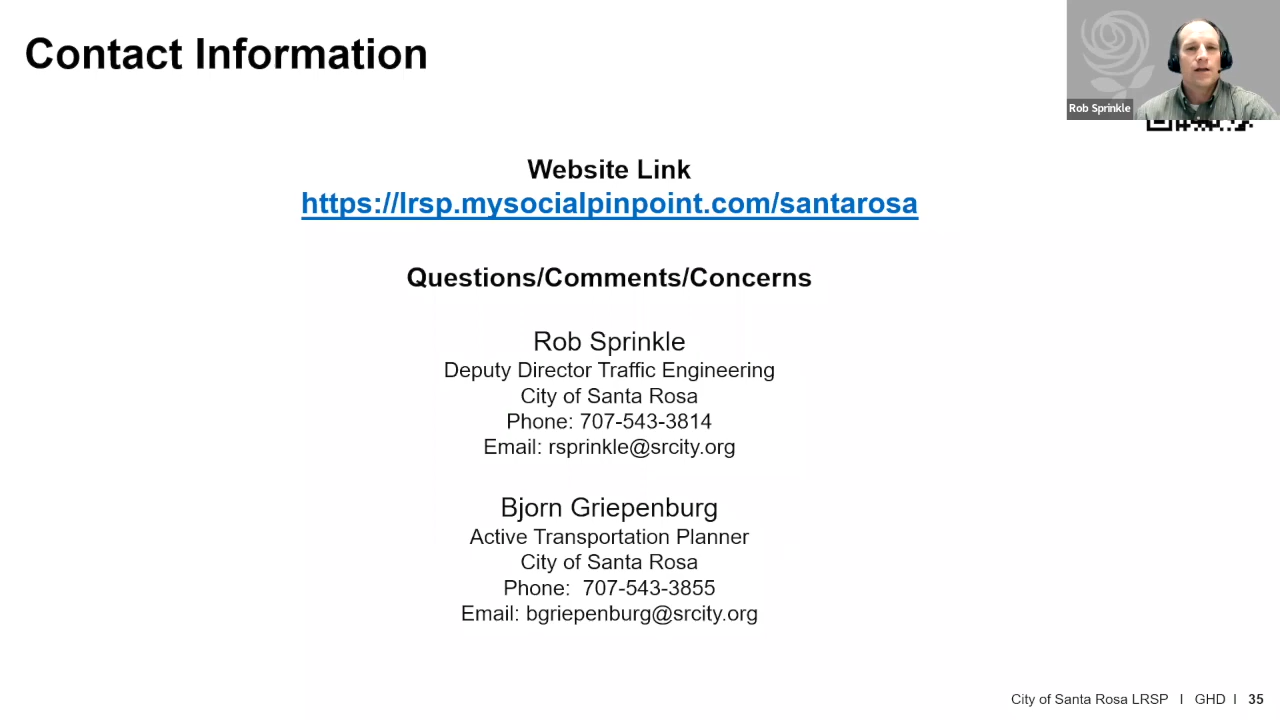 Contact Information
Rob Sprinkle
Website Link
https://lrsp.mysocialpinpoint.com/santarosa
Questions/Comments/Concerns
Rob Sprinkle
Deputy Director Traffic Engineering
City of Santa Rosa
Phone: 707-543-3814
Email: rsprinkle@srcity.org
Bjorn Griepenburg
Active Transportation Planner
City of Santa Rosa
Phone:  707-543-3855
Email: bgriepenburg@srcity.org
City of Santa Rosa LRSP I GHD I 35